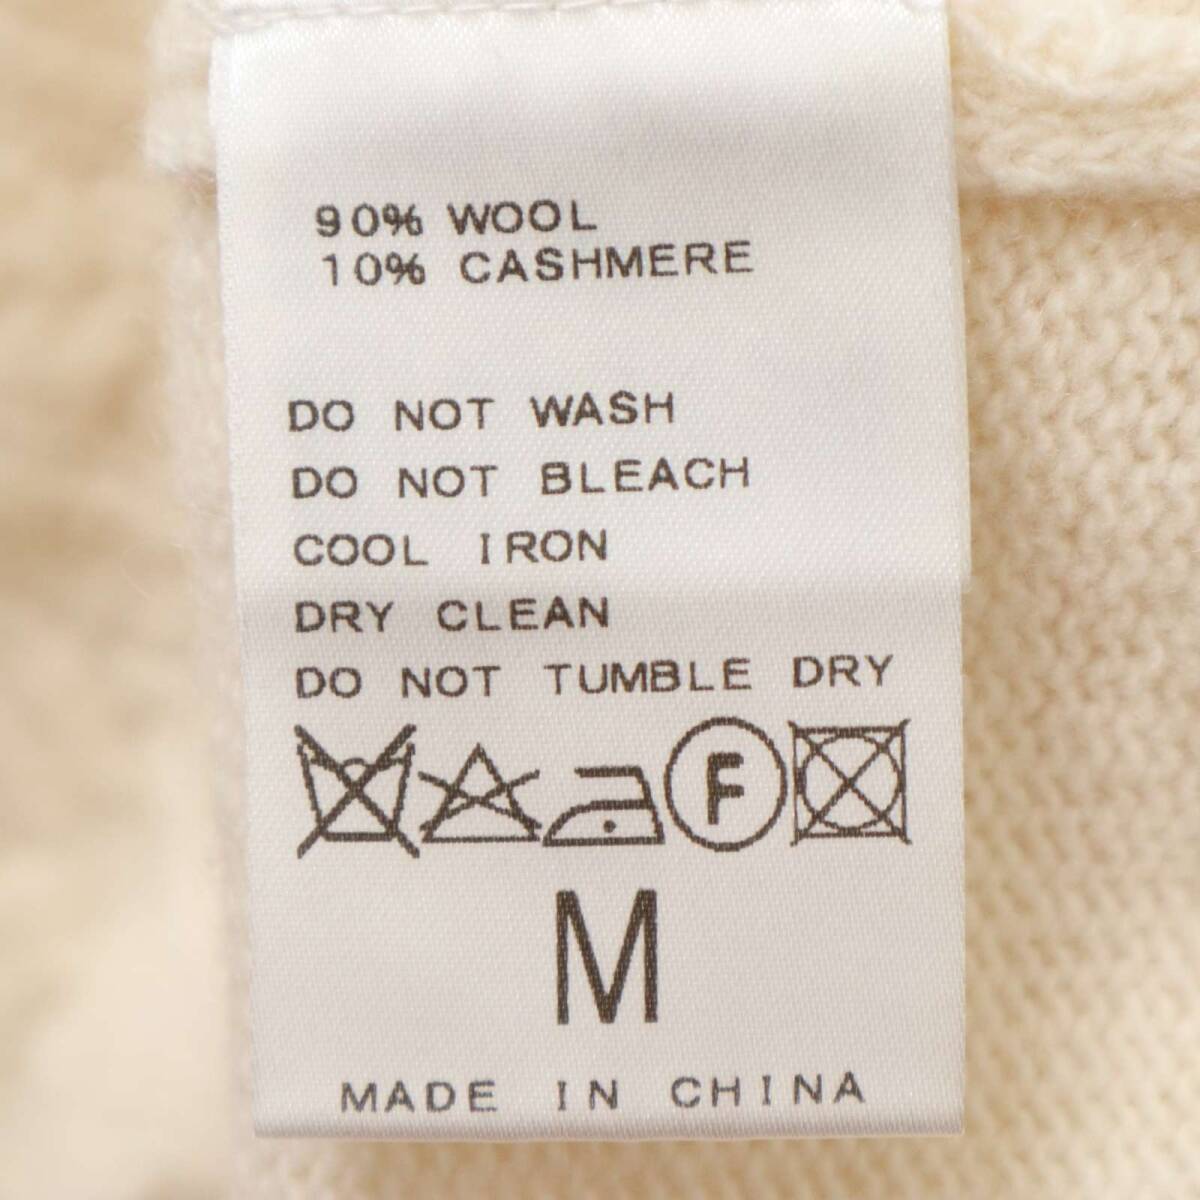 90% WOOL
10% CASHMERE
DO NOT WASH
DO NOT BLEACH
COOL IRON
DRY CLEAN
DO NOT TUMBLE DRY
F
M
MADE IN CHINA